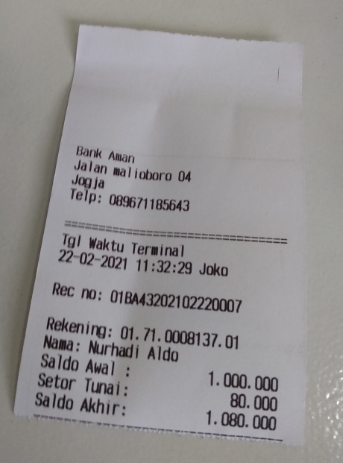 Bank Aman
Jalan malioboro 04
Jogja
Telp: 089671185643
Tgl Waktu Terminal
22-02-2021 11:32:29 Joko
Rec no: 01BA43202102220007
Rekening: 01.71.0008137.01
Nama: Nurhadi Aldo
Saldo Awal : 1.000.000
Setor Tunai: 80.000
Saldo Akhir: 1.080.000